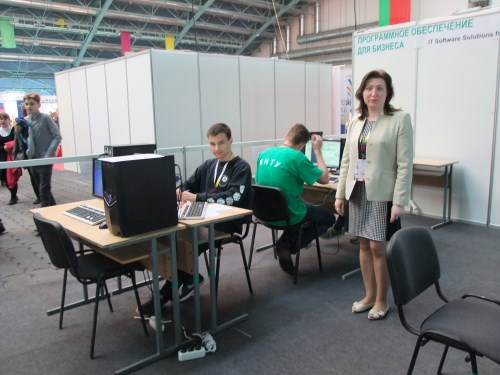 ПРОГРАММНОЕ ОБЕСПЕЧЕНИЕ
ДЛЯ БИЗНЕСА
IT Software Solutions fo